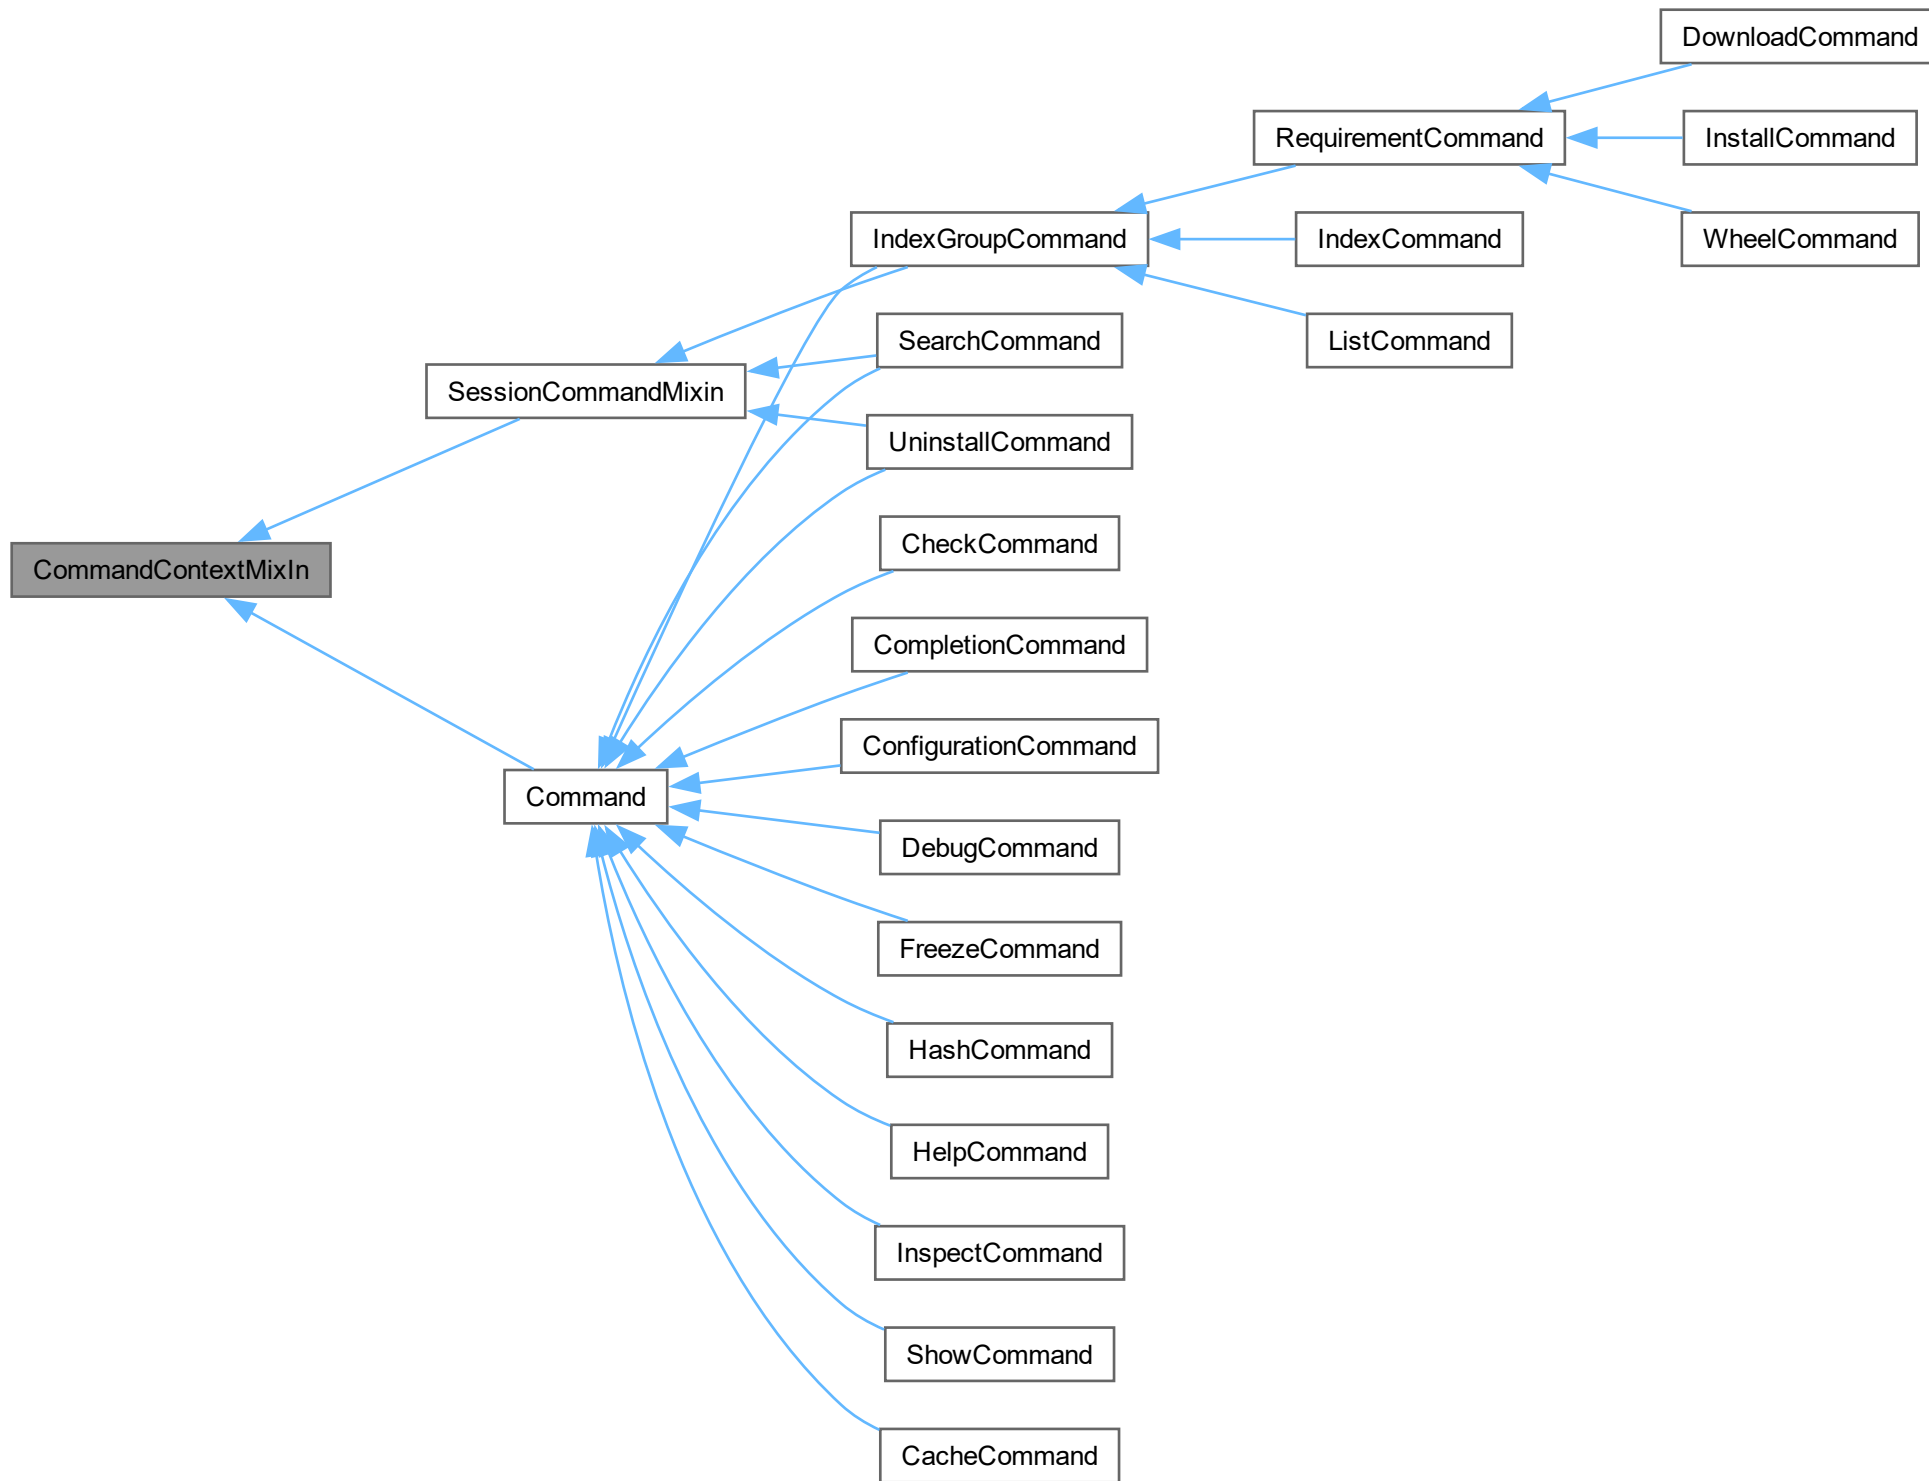 DownloadCommand
RequirementCommand
InstallCommand
IndexGroupCommand
IndexCommand
WheelCommand
SearchCommand
ListCommand
SessionCommandMixin
UninstallCommand
CheckCommand
CommandContextMixIn
CompletionCommand
ConfigurationCommand
Command
DebugCommand
FreezeCommand
HashCommand
HelpCommand
InspectCommand
ShowCommand
CacheCommand